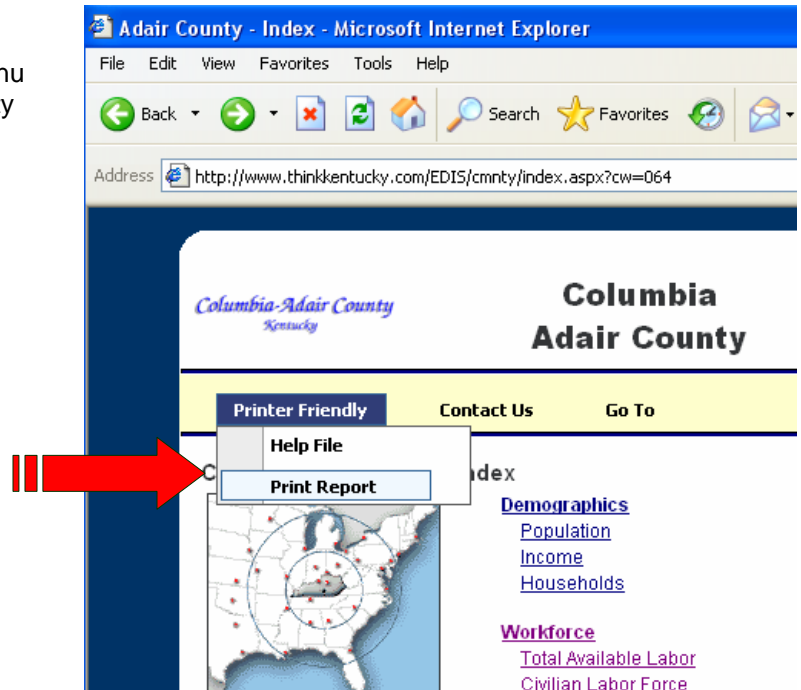 nu
y
Adair County - Index - Microsoft Internet Explorer
File Edit View Favorites Tools Help
Back Search Favorites
Address http://www.thinkkentucky.com/EDIS/cmnty/index.aspx?cw=064
Columbia-Adair County
Kentucky
Columbia
Adair County
Printer Friendly Contact Us Go To
Help File
Print Report
C dex
Demographics
Population
Income
Households
Workforce
Total Available Labor
Civilian Labor Force